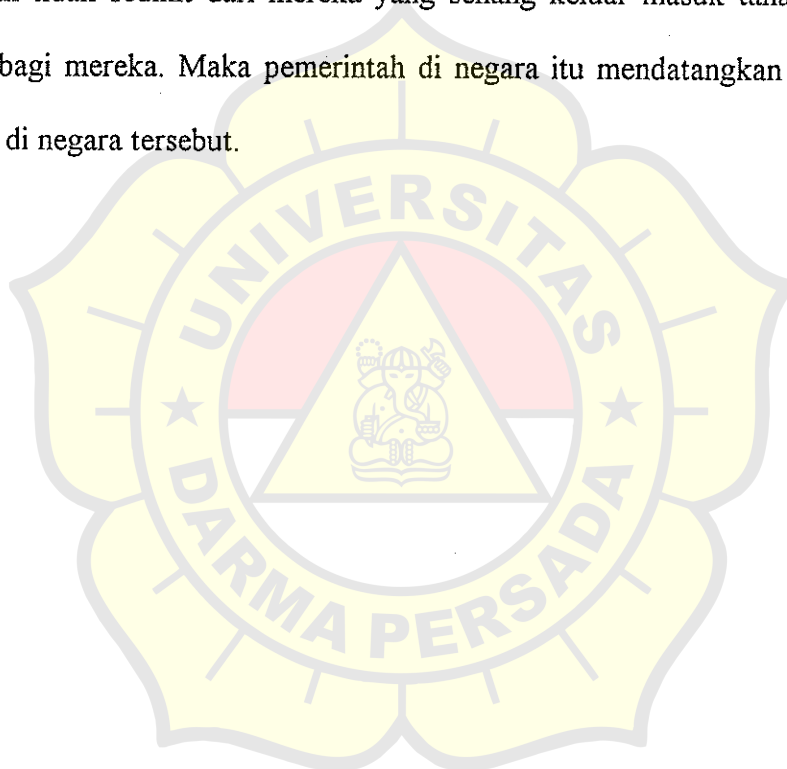 tidak sedikit dari mereka yang senang keluar masuk
bagi mereka. Maka pemerintah di negara itu mendatangkan
di negara tersebut.
UNIVERSITAS
DARMA PERSADA